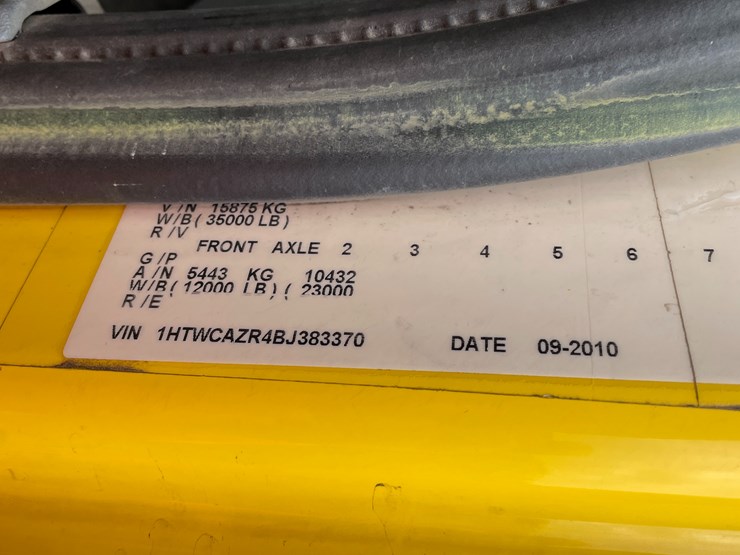 V/N 15875 KG
W/B ( 35000 LB )
R/V
FRONT AXLE 2 3 4 5 6 7
G/P
A/N 5443 KG 10432
W/B ( 12000 LB ) ( 23000
R/E
VIN 1HTWCAZR4BJ383370 DATE 09-2010